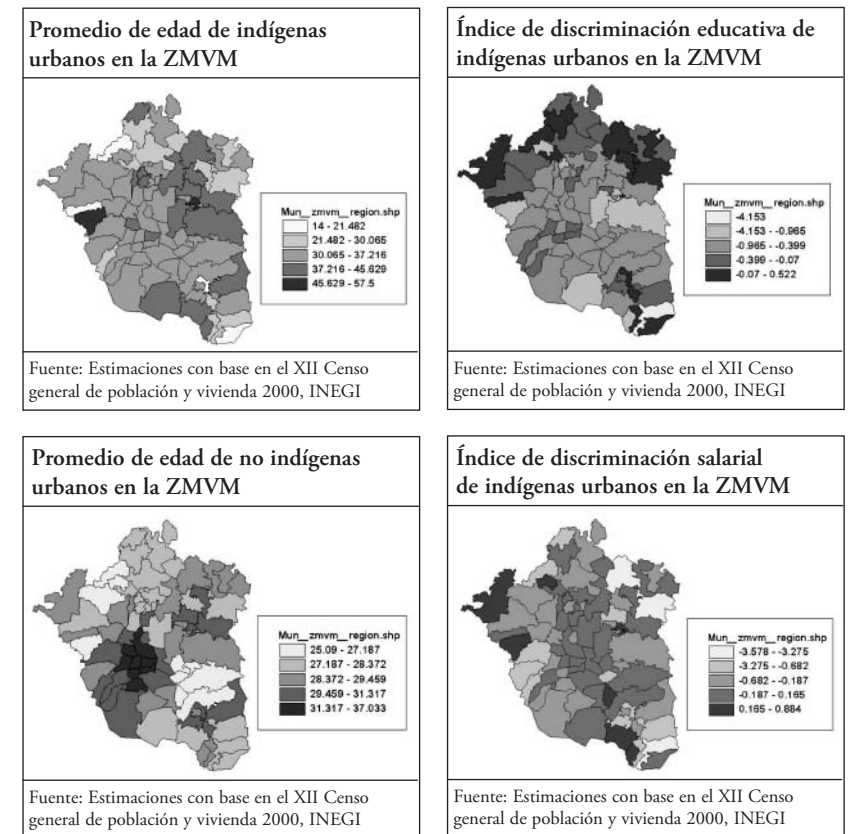 Promedio de edad de indígenas
urbanos en la ZMVM
Mun__zmvm__region.shp
14 - 21.482
21.482 - 30.065
30.065 - 37.216
37.216 - 45.629
45.629 - 57.5
Fuente: Estimaciones con base en el XII Censo
general de población y vivienda 2000, INEGI
Índice de discriminación educativa de
indígenas urbanos en la ZMVM
Mun__zmvm__region.shp
-4.153
-4.153 - -0.965
-0.965 - -0.399
-0.399 - -0.07
-0.07 - 0.522
Fuente: Estimaciones con base en el XII Censo
general de población y vivienda 2000, INEGI
Promedio de edad de no indígenas
urbanos en la ZMVM
Mun__zmvm__region.shp
25.09 - 27.187
27.187 - 28.372
28.372 - 29.459
29.459 - 31.317
31.317 - 37.033
Fuente: Estimaciones con base en el XII Censo
general de población y vivienda 2000, INEGI
Índice de discriminación salarial
de indígenas urbanos en la ZMVM
Mun__zmvm__region.shp
-3.578 - -3.275
-3.275 - -0.682
-0.682 - -0.187
-0.187 - 0.165
0.165 - 0.884
Fuente: Estimaciones con base en el XII Censo
general de población y vivienda 2000, INEGI